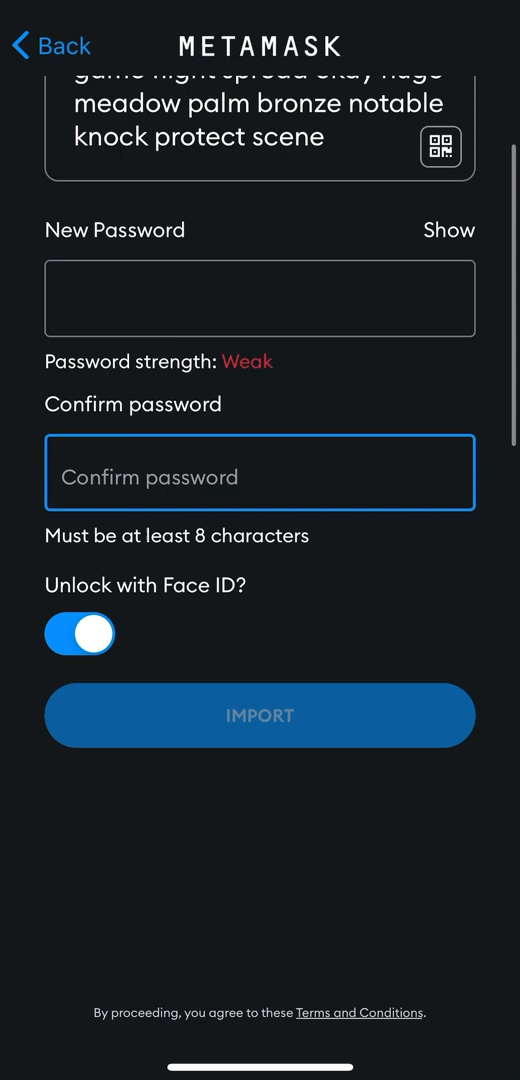 Back
METAMASK
meadow palm bronze notable
knock protect scene
New Password
Show
Password strength: Weak
Confirm password
Confirm password
Must be at least 8 characters
Unlock with Face ID?
IMPORT
By proceeding, you agree to these Terms and Conditions.